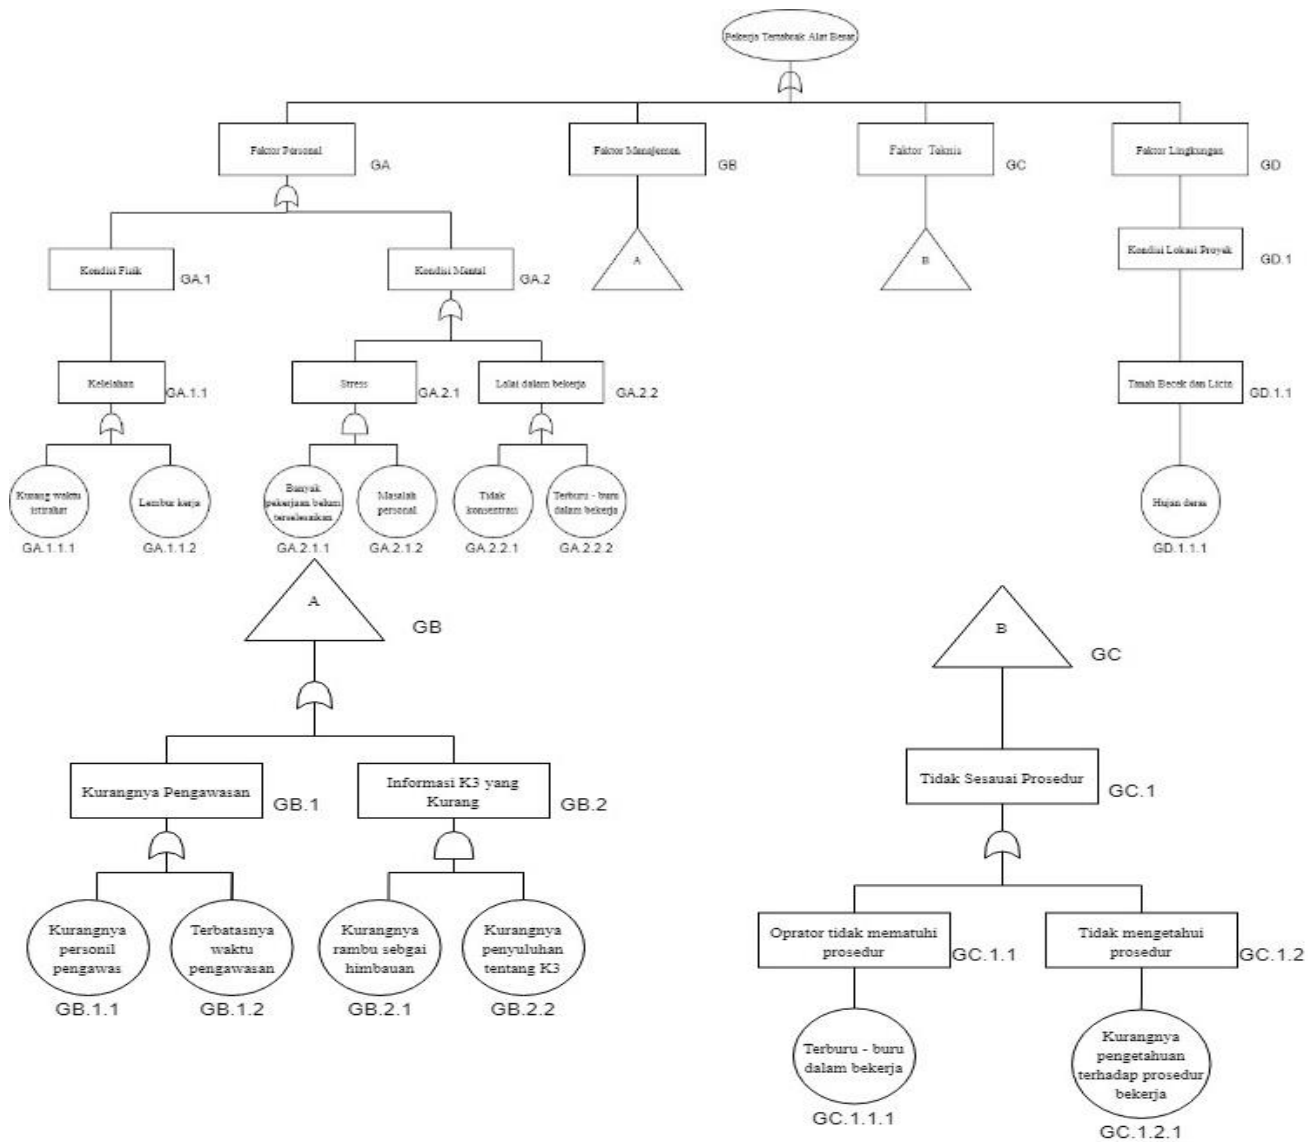 Pekerja Tertabrak Alat Berat
Faktor Personal
GA
Faktor Manajemen
GB
Faktor Teknis
GC
Faktor Lingkungan
GD
Kondisi Fisik
GA.1
Kondisi Mental
GA.2
A
B
Kondisi Lokasi Proyek
GD.1
Kelelahan
GA.1.1
Stress
GA.2.1
Lalai dalam bekerja
GA.2.2
Tanah Becek dan Licin
GD.1.1
Kurang waktu
istirahat
GA.1.1.1
Lembur kerja
GA.1.1.2
Banyak
pekerjaan belum
terselesaikan
GA.2.1.1
Masalah
personal
GA.2.1.2
Tidak
konsentrasi
GA.2.2.1
Terburu - buru
dalam bekerja
GA.2.2.2
Hujan deras
GD.1.1.1
A
GB
Kurangnya Pengawasan
GB.1
Informasi K3 yang
Kurang
GB.2
Kurangnya
personil
pengawas
GB.1.1
Terbatasnya
waktu
pengawasan
GB.1.2
Kurangnya
rambu sebgai
himbauan
GB.2.1
Kurangnya
penyuluhan
tentang K3
GB.2.2
B
GC
Tidak Sesauai Prosedur
GC.1
Oprator tidak mematuhi
prosedur
GC.1.1
Tidak mengetahui
prosedur
GC.1.2
Terburu - buru
dalam bekerja
GC.1.1.1
Kurangnya
pengetahuan
terhadap prosedur
bekerja
GC.1.2.1